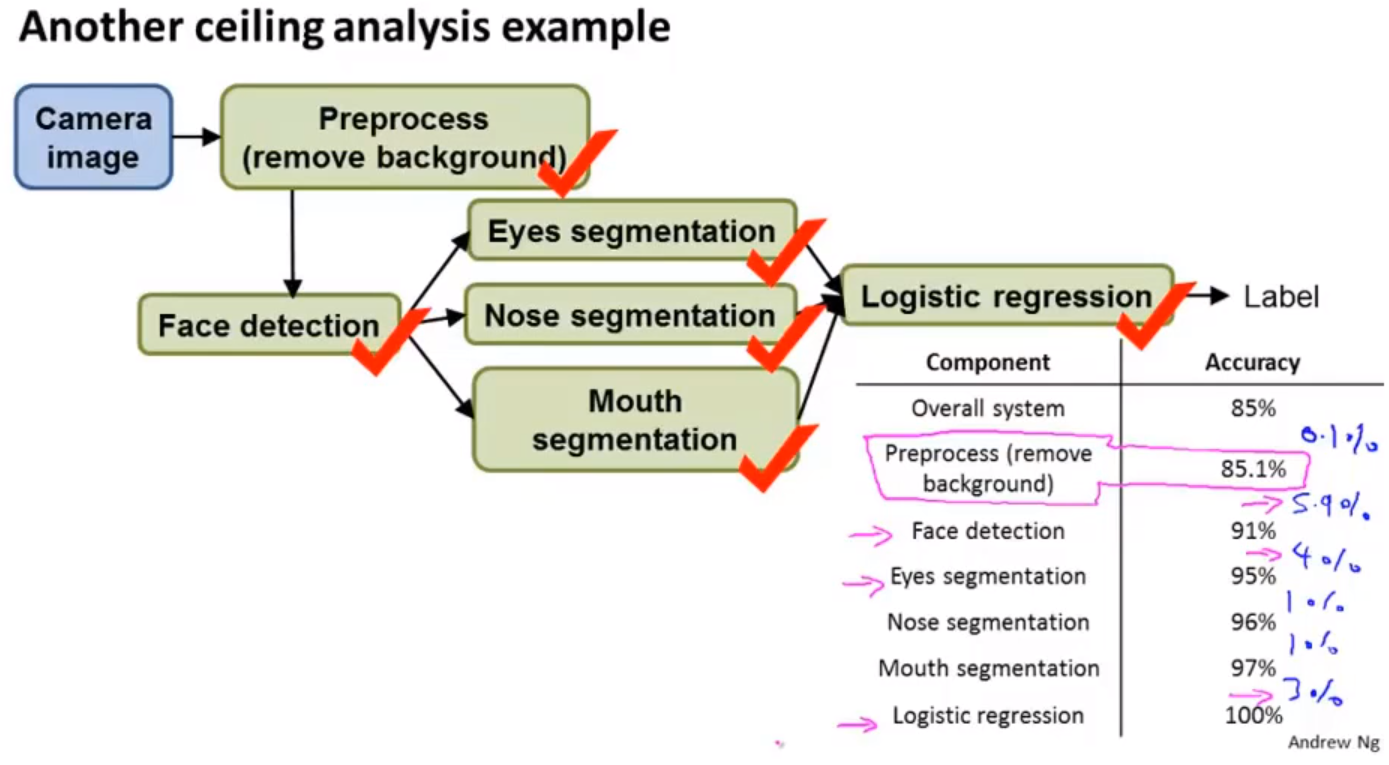 Another ceiling analysis example
Camera
image
Preprocess
(remove background)
Eyes segmentation
Face detection
Nose segmentation
Mouth
segmentation
Logistic regression
Label
Component Accuracy
Overall system 85%
0.1%
Preprocess (remove
background) 85.1%
5.9%
Face detection 91%
4%
Eyes segmentation 95%
1%
Nose segmentation 96%
1%
Mouth segmentation 97%
3%
Logistic regression 100%
Andrew Ng